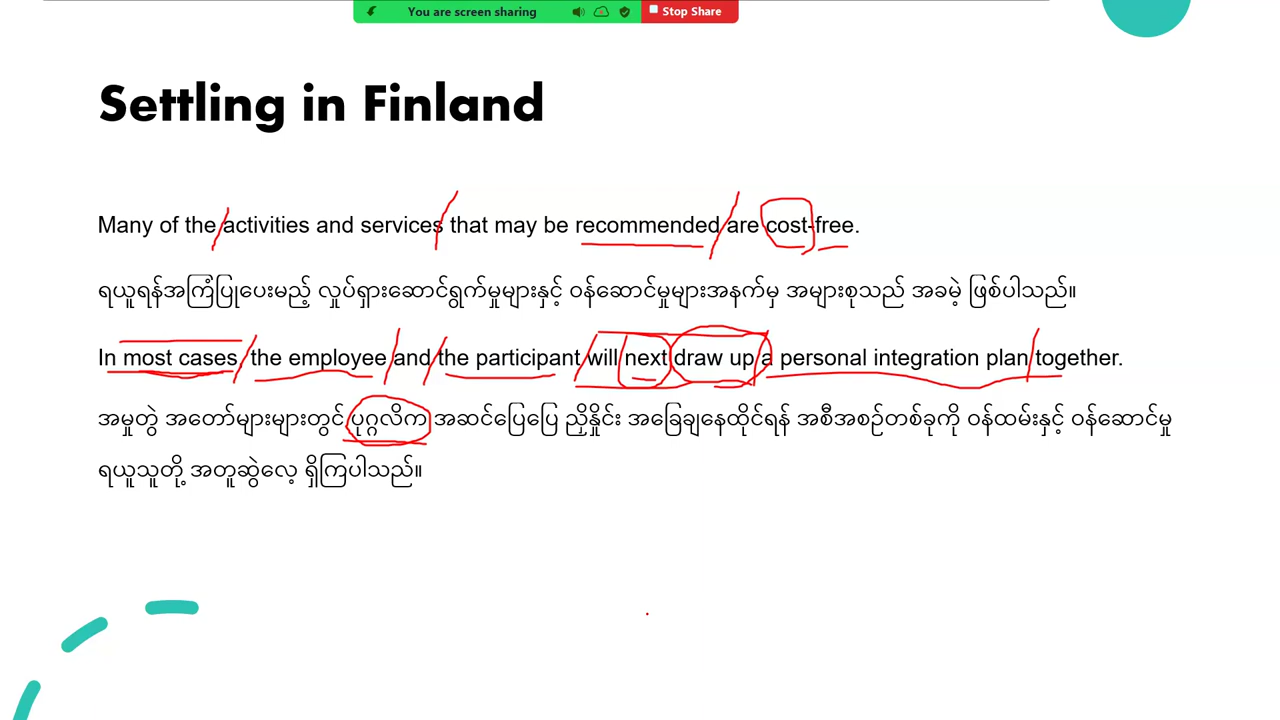 You are screen sharing
Stop Share
Settling in Finland
Many of the activities and services that may be recommended are cost-free.
ရယူရန်အကြံပြုပေးမည့် လှုပ်ရှားဆောင်ရွက်မှုများနှင့် ဝန်ဆောင်မှုများအနက်မှ အများစုသည် အခမဲ့ ဖြစ်ပါသည်။
In most cases the employee and the participant will next draw up a personal integration plan together.
အမှုတွဲ အတော်များများတွင် ပုဂ္ဂလိက အဆင်ပြေပြေ ညှိနှိုင်း အခြေချနေထိုင်ရန် အစီအစဉ်တစ်ခုကို ဝန်ထမ်းနှင့် ဝန်ဆောင်မှု
ရယူသူတို့ အတူဆွဲလေ့ ရှိကြပါသည်။